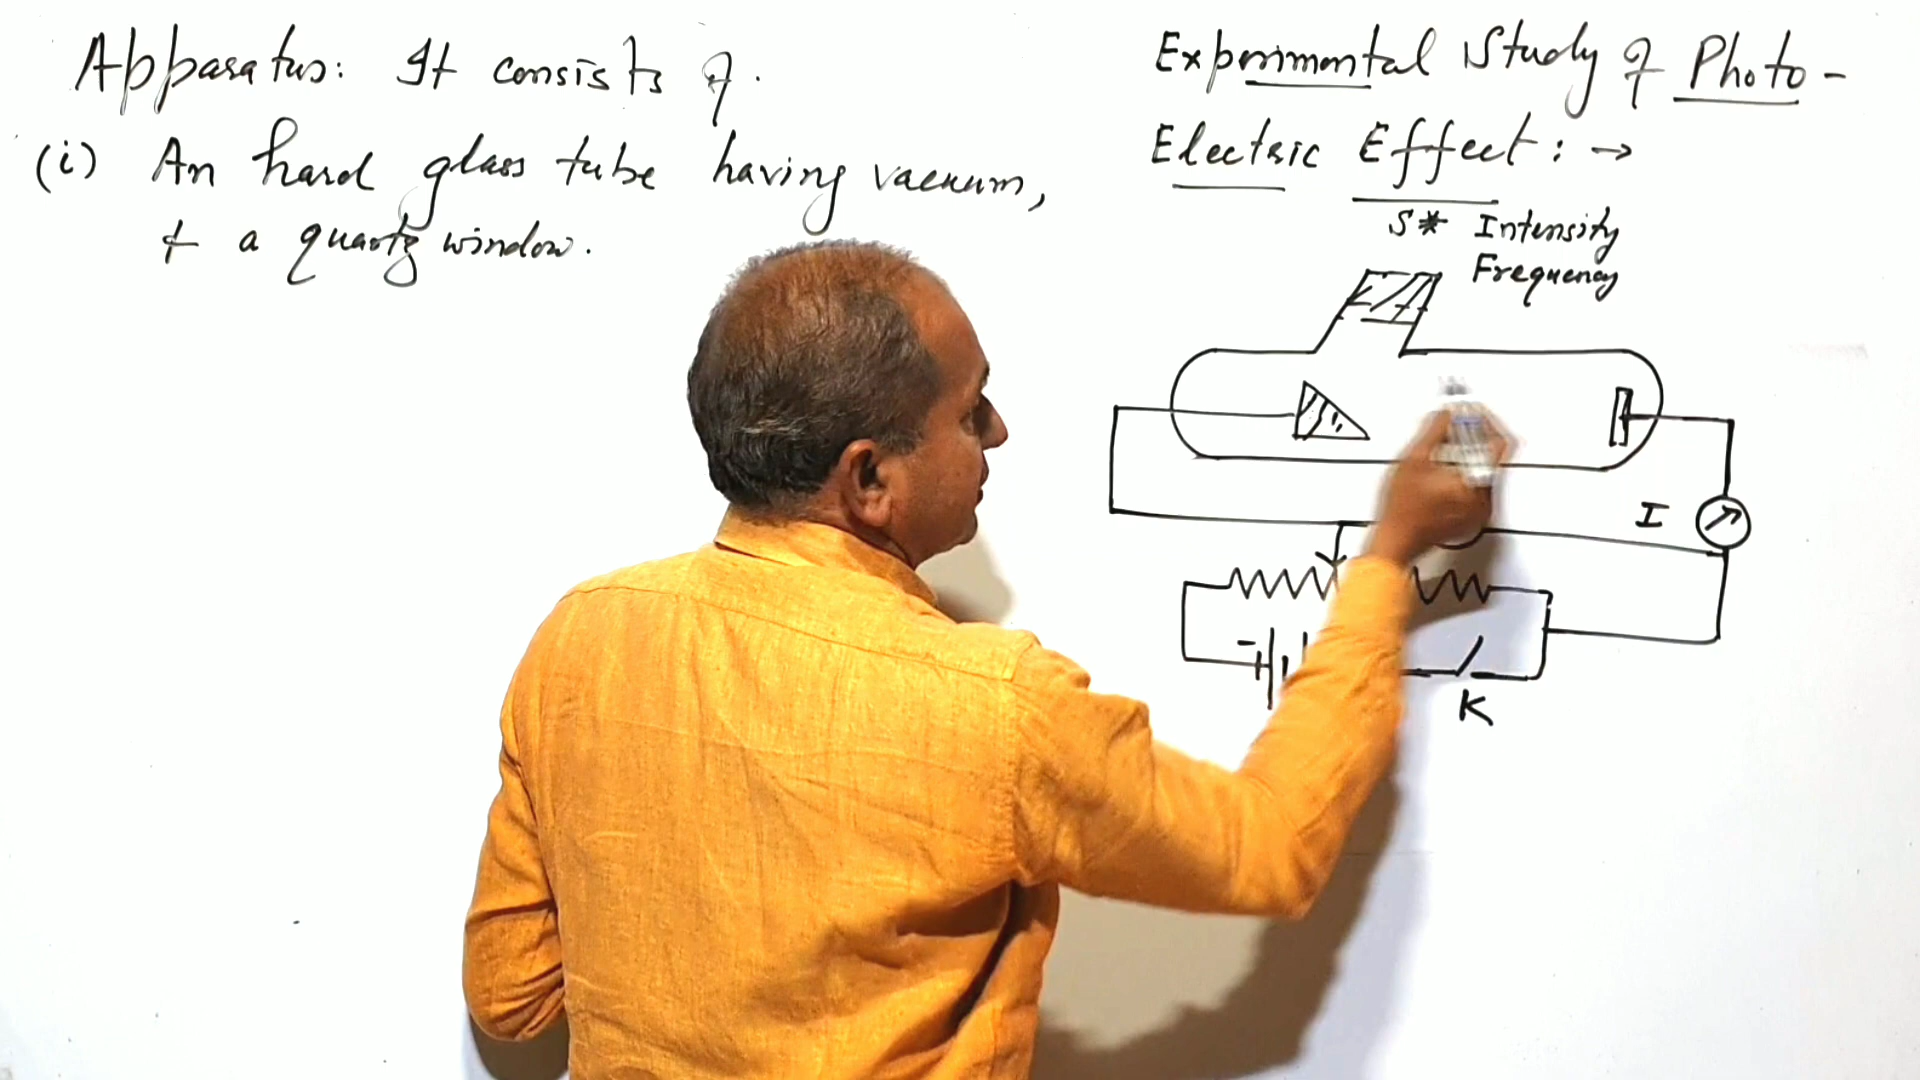 Apparatus: It consists of.
(i) An hard glass tube having vacuum,
+ a quartz window.
Experimental Study of Photo-
Electric Effect: →
S* Intensity
Frequency
I
K